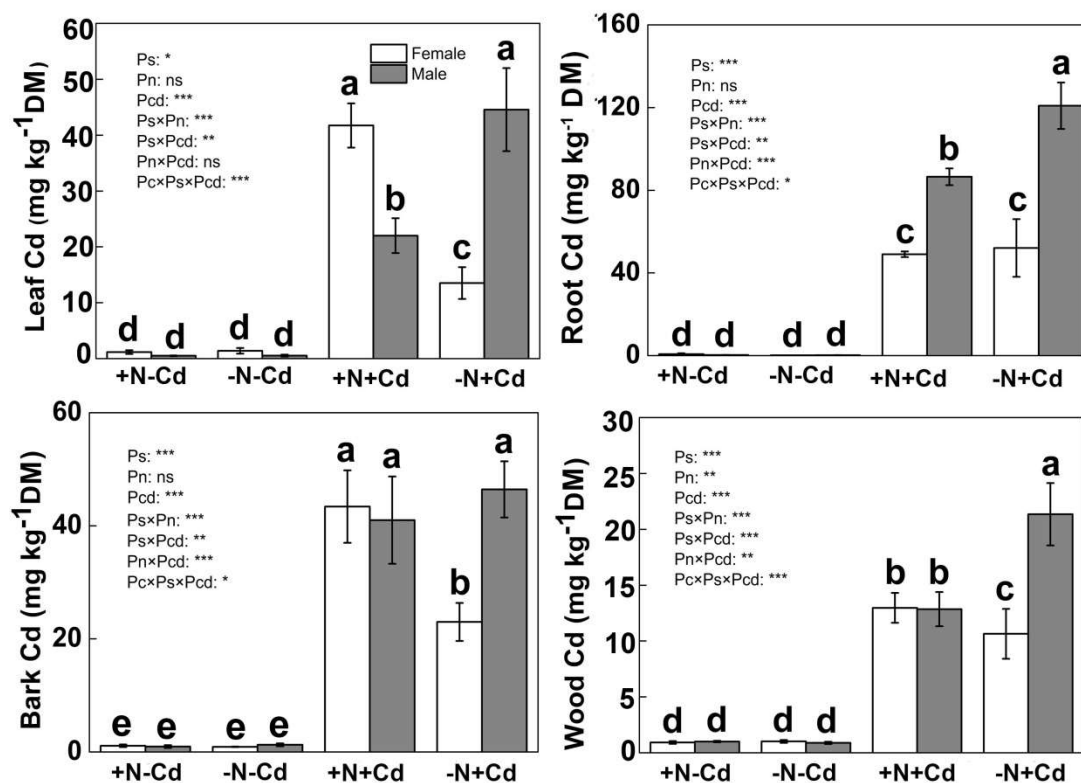 Leaf Cd (mg kg⁻¹DM)
60
50
40
30
20
10
0
Ps: *
Pn: ns
Pcd: ***
Ps×Pn: ***
Ps×Pcd: **
Pn×Pcd: ns
Pc×Ps×Pcd: ***
Female
Male
d d d d a b c a
+N-Cd -N-Cd +N+Cd -N+Cd
Root Cd (mg kg⁻¹ DM)
160
120
80
40
0
Ps: ***
Pn: ns
Pcd: ***
Ps×Pn: ***
Ps×Pcd: **
Pn×Pcd: ***
Pc×Ps×Pcd: *
d d d d c b c a
+N-Cd -N-Cd +N+Cd -N+Cd
Bark Cd (mg kg⁻¹DM)
60
40
20
0
Ps: ***
Pn: ns
Pcd: ***
Ps×Pn: ***
Ps×Pcd: **
Pn×Pcd: ***
Pc×Ps×Pcd: *
e e e e a a b a
+N-Cd -N-Cd +N+Cd -N+Cd
Wood Cd (mg kg⁻¹DM)
30
25
20
15
10
5
0
Ps: ***
Pn: **
Pcd: ***
Ps×Pn: ***
Ps×Pcd: ***
Pn×Pcd: **
Pc×Ps×Pcd: ***
d d d d b b c a
+N-Cd -N-Cd +N+Cd -N+Cd